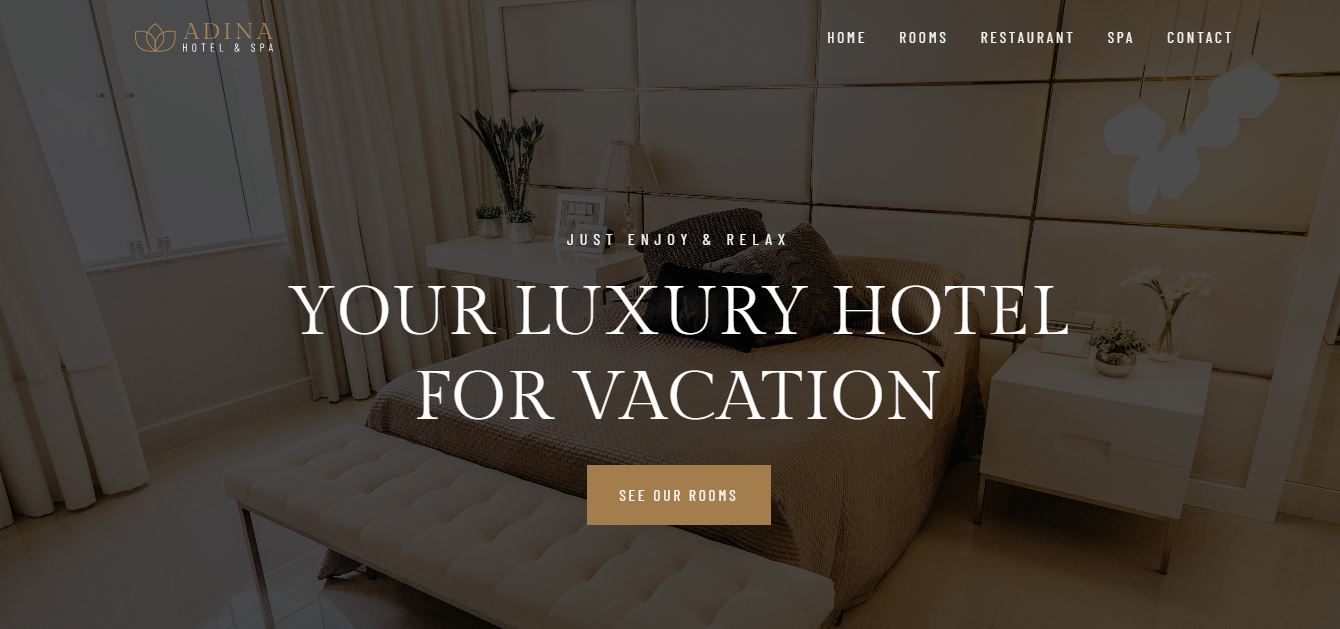 ADINA
HOTEL & SPA
HOME ROOMS RESTAURANT SPA CONTACT
JUST ENJOY & RELAX
YOUR LUXURY HOTEL
FOR VACATION
SEE OUR ROOMS